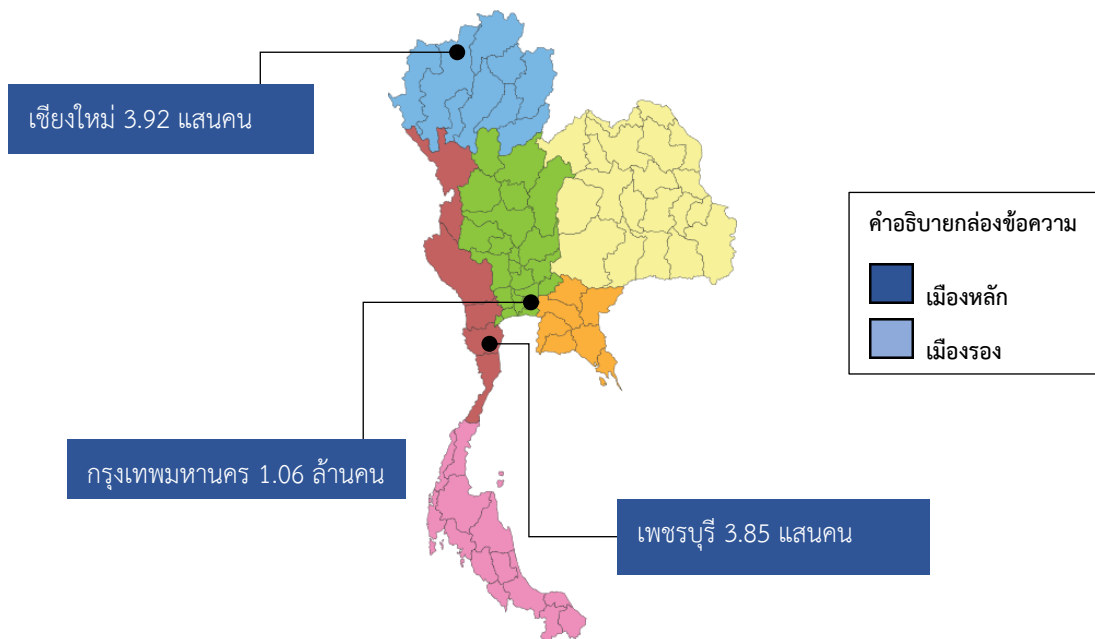 เชียงใหม่ 3.92 แสนคน
คำอธิบายกล่องข้อความ
เมืองหลัก
เมืองรอง
กรุงเทพมหานคร 1.06 ล้านคน
เพชรบุรี 3.85 แสนคน